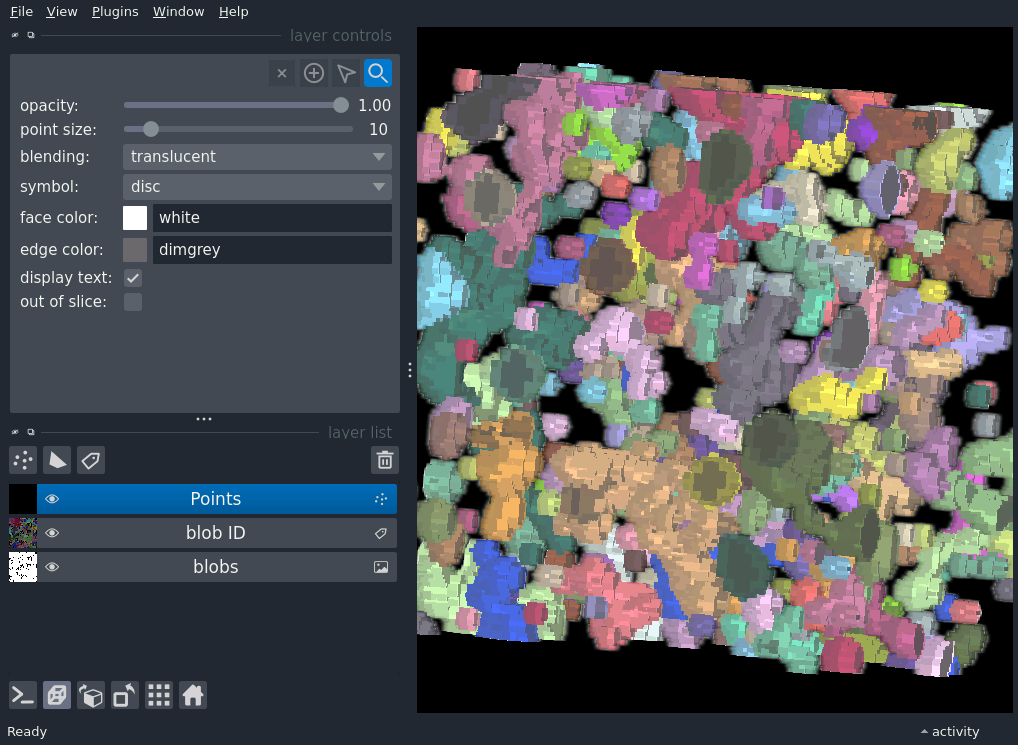 File View Plugins Window Help
layer controls
opacity: 1.00
point size: 10
blending: translucent
symbol: disc
face color: white
edge color: dimgrey
display text:
out of slice:
layer list
Points
blob ID
blobs
Ready
activity